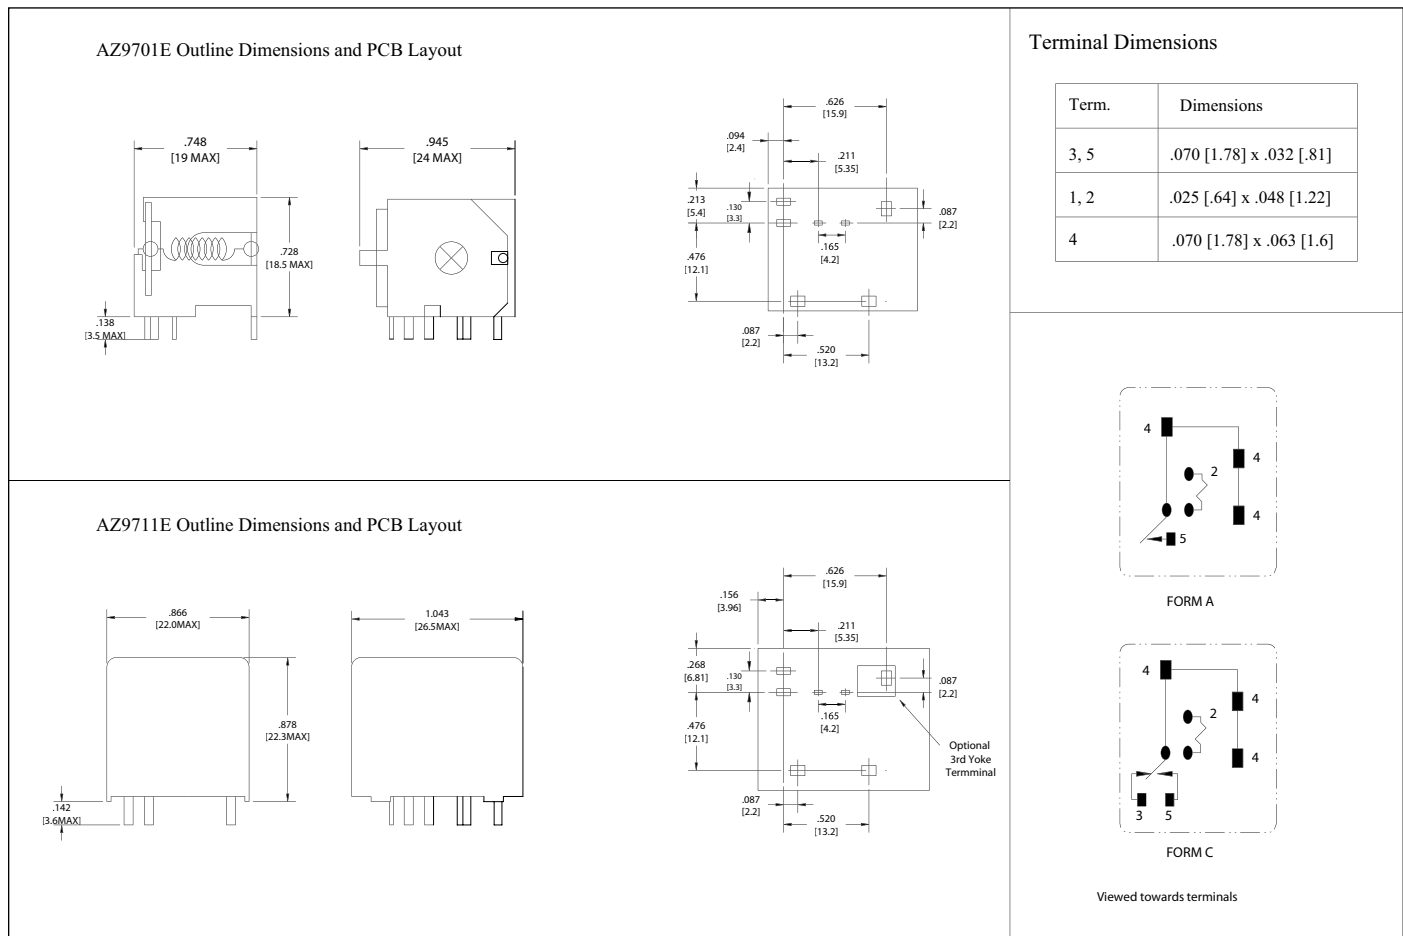 AZ9701E Outline Dimensions and PCB Layout
.748
[19 MAX]
.945
[24 MAX]
.728
[18.5 MAX]
.138
[3.5 MAX]
.626
[15.9]
.094
[2.4]
.211
[5.35]
.213
[5.4]
.130
[3.3]
.087
[2.2]
.165
[4.2]
.476
[12.1]
.087
[2.2]
.520
[13.2]
AZ9711E Outline Dimensions and PCB Layout
.866
[22.0MAX]
1.043
[26.5MAX]
.878
[22.3MAX]
.142
[3.6MAX]
.626
[15.9]
.156
[3.96]
.211
[5.35]
.268
[6.81]
.130
[3.3]
.087
[2.2]
.165
[4.2]
.476
[12.1]
Optional
3rd Yoke
Termminal
.087
[2.2]
.520
[13.2]
Terminal Dimensions
Term. Dimensions
3, 5 .070 [1.78] x .032 [.81]
1, 2 .025 [.64] x .048 [1.22]
4 .070 [1.78] x .063 [1.6]
4
4
2
4
5
FORM A
4
4
2
4
3 5
FORM C
Viewed towards terminals